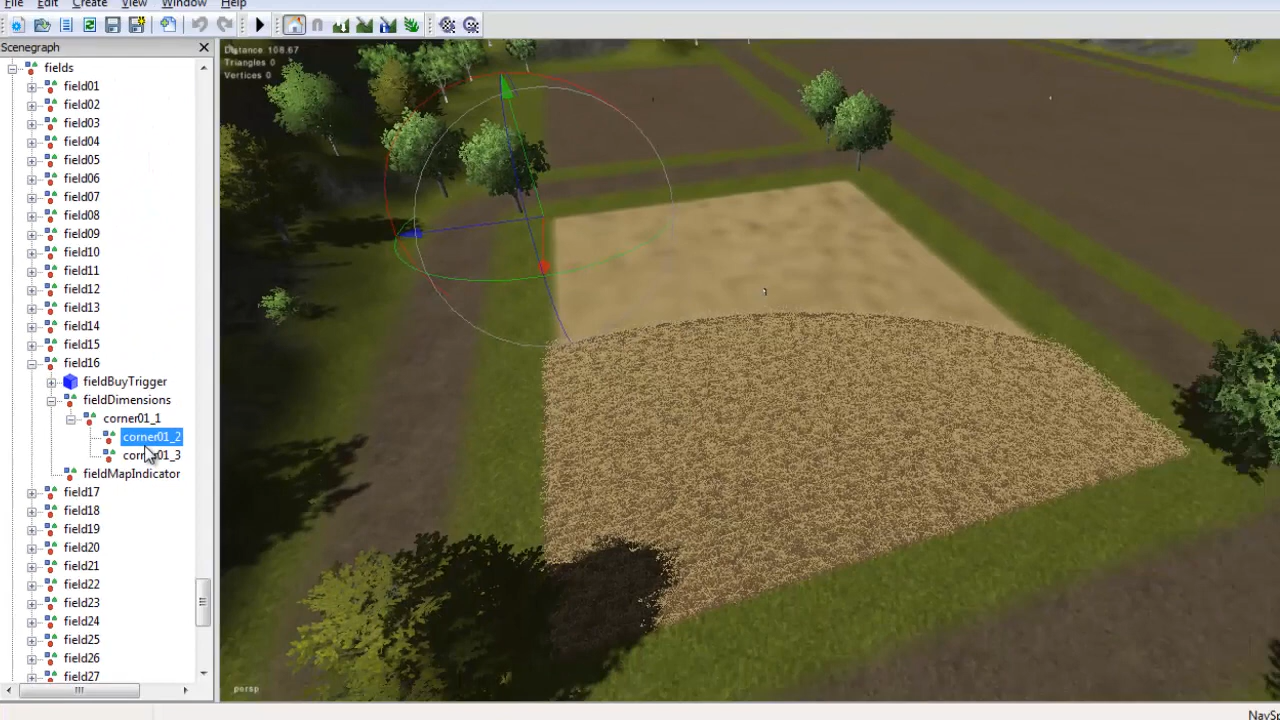 File Edit Create View Window Help
Scenegraph
fields
field01
field02
field03
field04
field05
field06
field07
field08
field09
field10
field11
field12
field13
field14
field15
field16
fieldBuyTrigger
fieldDimensions
corner01_1
corner01_2
corner01_3
fieldMapIndicator
field17
field18
field19
field20
field21
field22
field23
field24
field25
field26
field27
Distance 108.67
Triangles 0
Vertices 0
persp
NavSp